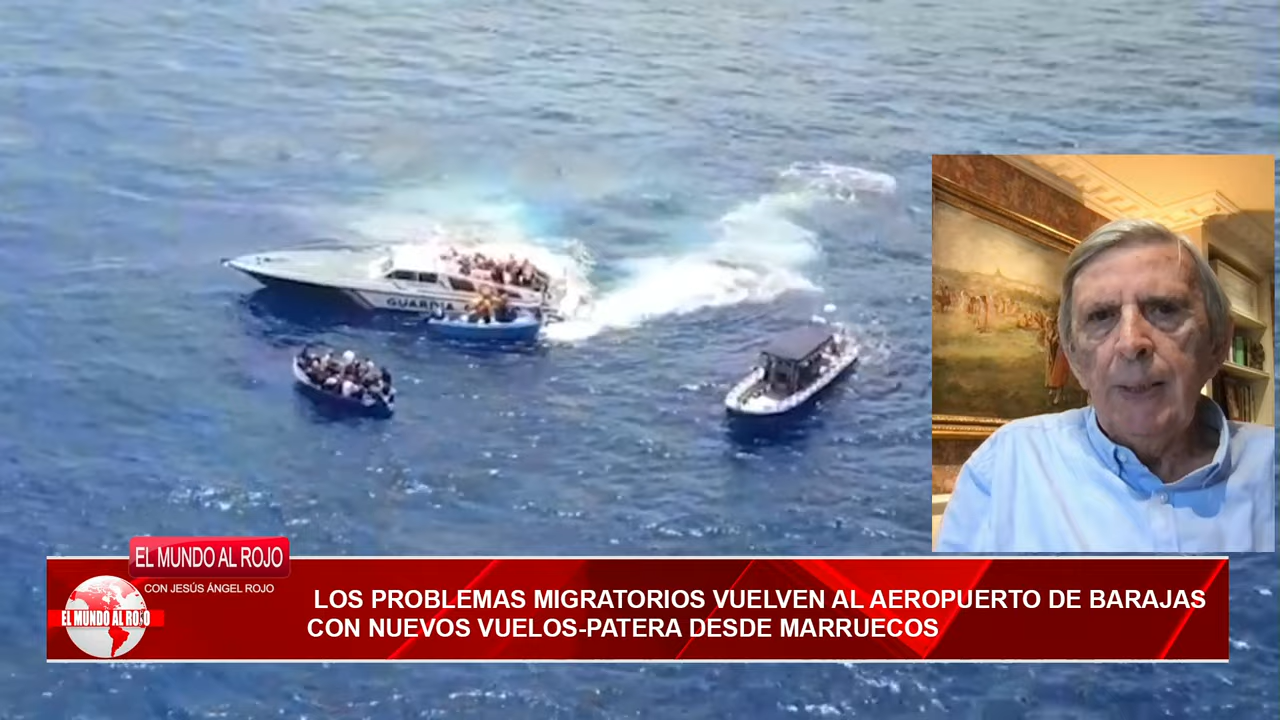 GUARDIA
EL MUNDO AL ROJO
CON JESÚS ÁNGEL ROJO
EL MUNDO AL ROJO
LOS PROBLEMAS MIGRATORIOS VUELVEN AL AEROPUERTO DE BARAJAS
CON NUEVOS VUELOS-PATERA DESDE MARRUECOS